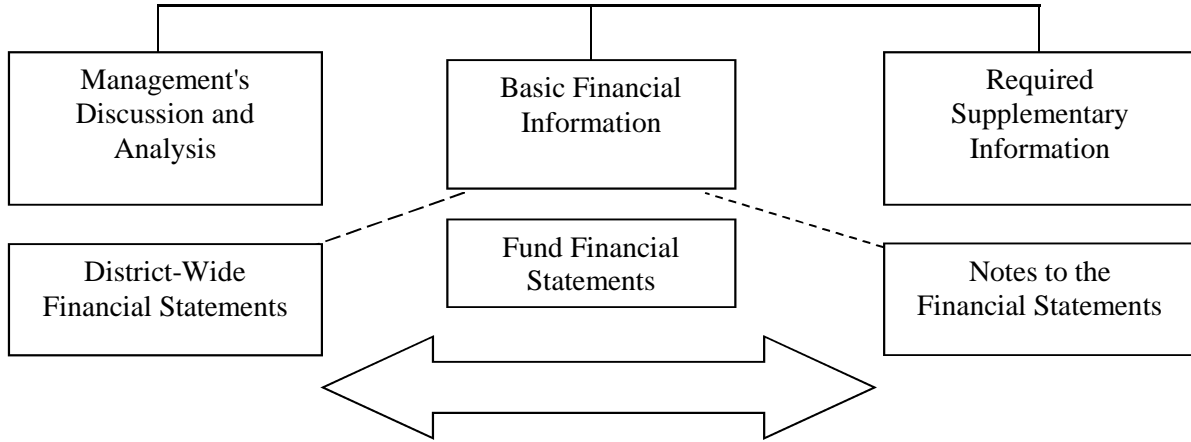 Management's
Discussion and
Analysis
Basic Financial
Information
Required
Supplementary
Information
District-Wide
Financial Statements
Fund Financial
Statements
Notes to the
Financial Statements